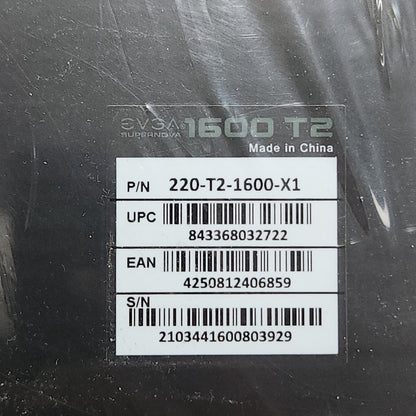 EVGA
SUPERNOVA 1600 T2
Made in China
P/N 220-T2-1600-X1
UPC
843368032722
EAN
4250812406859
S/N
2103441600803929